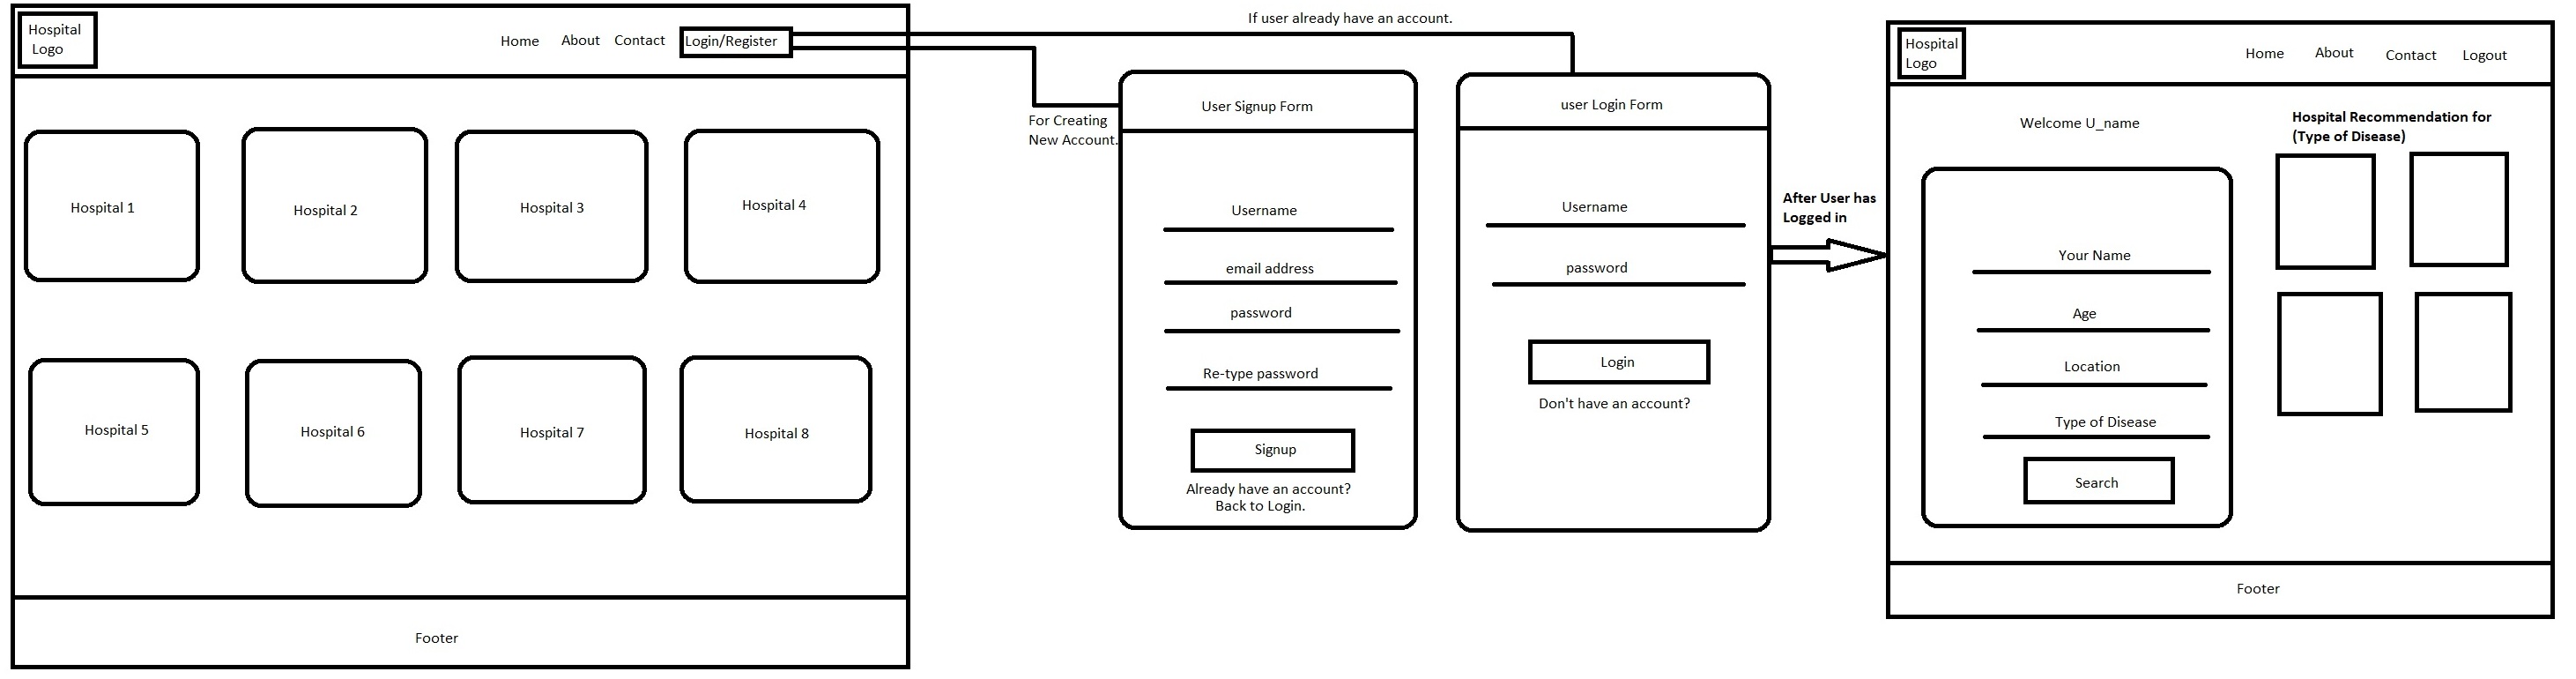 Hospital
Logo
Home
About
Contact
Login/Register
Hospital 1
Hospital 2
Hospital 3
Hospital 4
Hospital 5
Hospital 6
Hospital 7
Hospital 8
Footer
If user already have an account.
For Creating
New Account.
User Signup Form
Username
email address
password
Re-type password
Signup
Already have an account?
Back to Login.
user Login Form
Username
password
Login
Don't have an account?
After User has
Logged in
Hospital
Logo
Home
About
Contact
Logout
Welcome U_name
Your Name
Age
Location
Type of Disease
Search
Hospital Recommendation for
(Type of Disease)
Footer